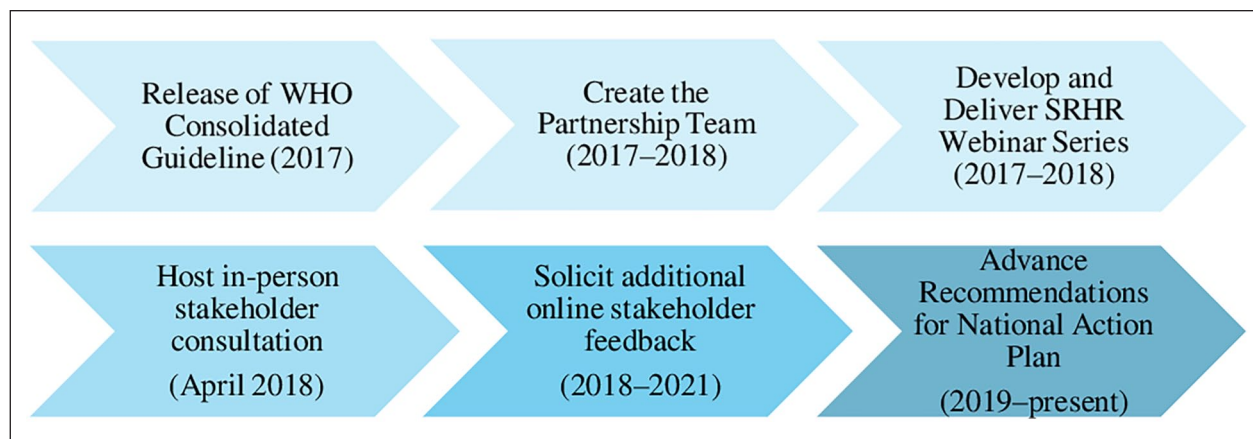 Release of WHO
Consolidated
Guideline (2017)
Create the
Partnership Team
(2017–2018)
Develop and
Deliver SRHR
Webinar Series
(2017–2018)
Host in-person
stakeholder
consultation
(April 2018)
Solicit additional
online stakeholder
feedback
(2018–2021)
Advance
Recommendations
for National Action
Plan
(2019–present)